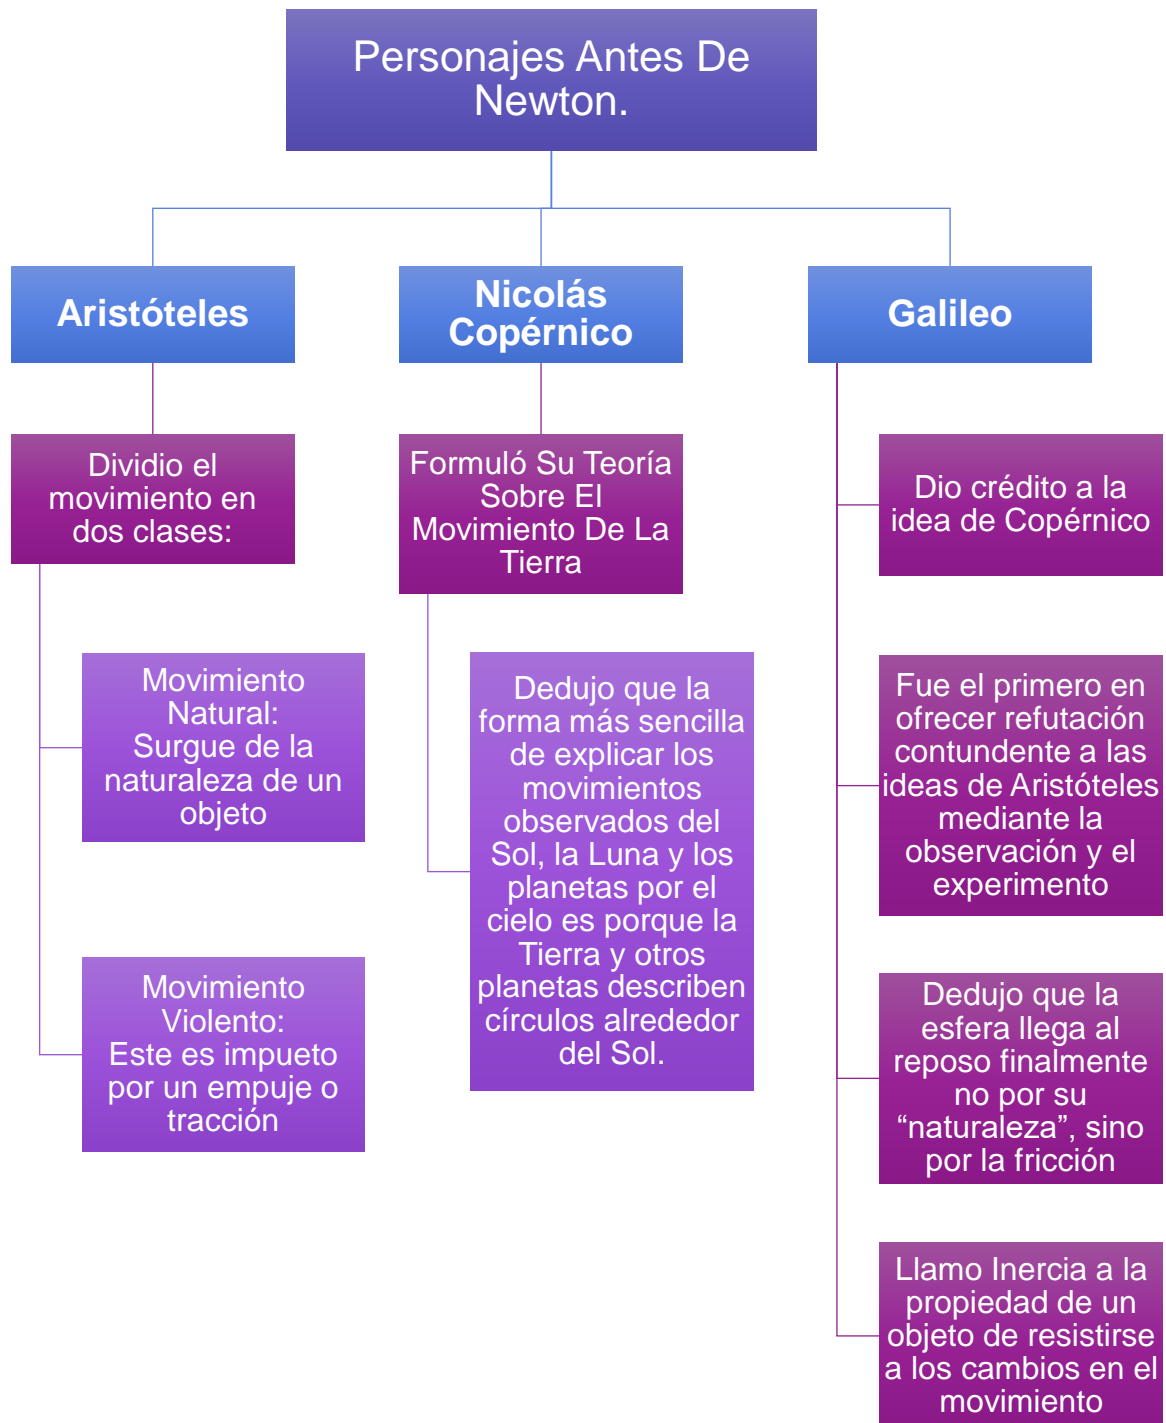 Personajes Antes De
Newton.
Aristóteles
Nicolás
Copérnico
Galileo
Dividio el
movimiento en
dos clases:
Movimiento
Natural:
Surgue de la
naturaleza de un
objeto
Movimiento
Violento:
Este es impueto
por un empuje o
tracción
Formuló Su Teoría
Sobre El
Movimiento De La
Tierra
Dedujo que la
forma más sencilla
de explicar los
movimientos
observados del
Sol, la Luna y los
planetas por el
cielo es porque la
Tierra y otros
planetas describen
círculos alrededor
del Sol.
Dio crédito a la
idea de Copérnico
Fue el primero en
ofrecer refutación
contundente a las
ideas de Aristóteles
mediante la
observación y el
experimento
Dedujo que la
esfera llega al
reposo finalmente
no por su
“naturaleza”, sino
por la fricción
Llamo Inercia a la
propiedad de un
objeto de resistirse
a los cambios en el
movimiento